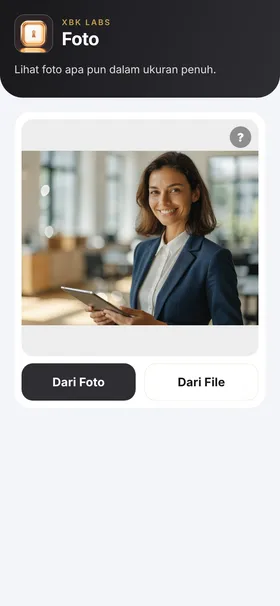 XBK LABS
Foto
Lihat foto apa pun dalam ukuran penuh.
?
Dari Foto
Dari File